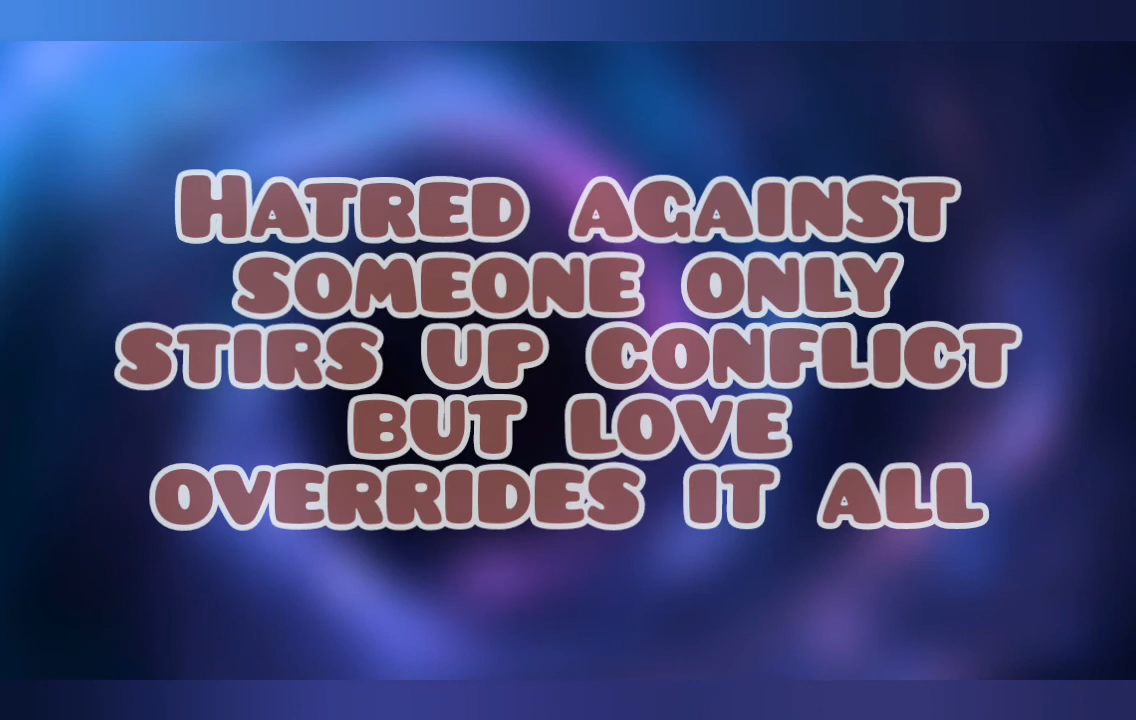 Hatred against
someone only
stirs up conflict
but love
overrides it all